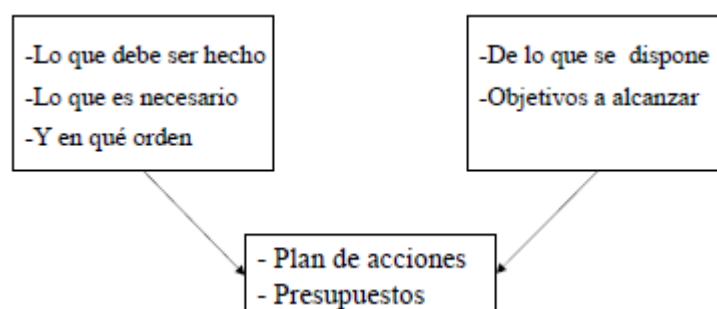 -Lo que debe ser hecho
-Lo que es necesario
-Y en qué orden
-De lo que se dispone
-Objetivos a alcanzar
- Plan de acciones
- Presupuestos